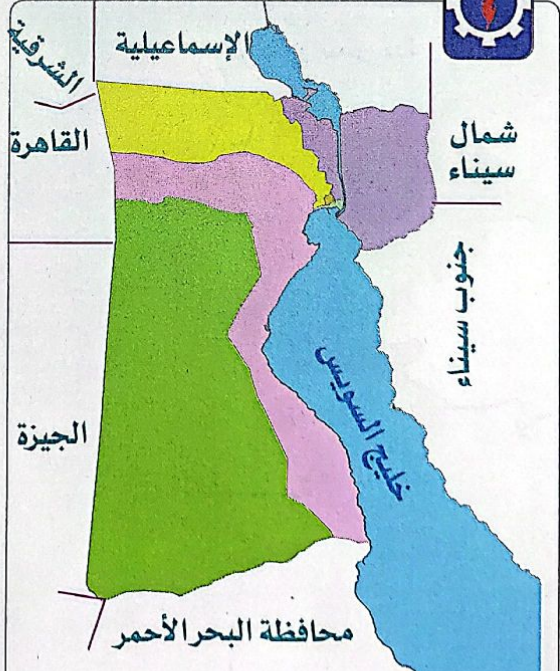 الإسماعيلية
الشرقية
القاهرة
شمال
سيناء
جنوب سيناء
خليج السويس
الجيزة
محافظة البحر الأحمر